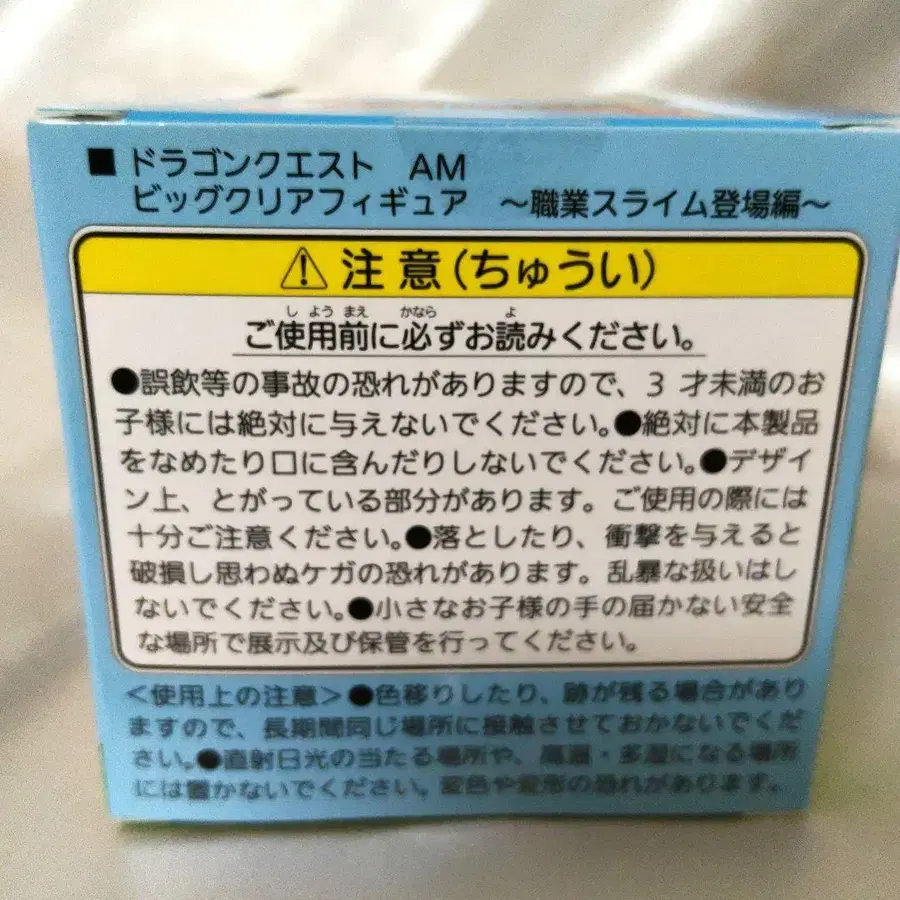 ■ ドラゴンクエスト　AM
ビッグクリアフィギュア　～職業スライム登場編～
⚠ 注意(ちゅうい)
しようまえ かなら よ
ご使用前に必ずお読みください。
●誤飲等の事故の恐れがありますので、3 才未満のお
子様には絶対に与えないでください。●絶対に本製品
をなめたり口に含んだりしないでください。●デザイ
ン上、とがっている部分があります。ご使用の際には
十分ご注意ください。●落としたり、衝撃を与えると
破損し思わぬケガの恐れがあります。乱暴な扱いはし
ないでください。●小さなお子様の手の届かない安全
な場所で展示及び保管を行ってください。
＜使用上の注意＞●色移りしたり、跡が残る場合があり
ますので、長期間同じ場所に接触させておかないでくだ
さい。●直射日光の当たる場所や、高温・多湿になる場所
には置かないでください。変色や変形の恐れがあります。